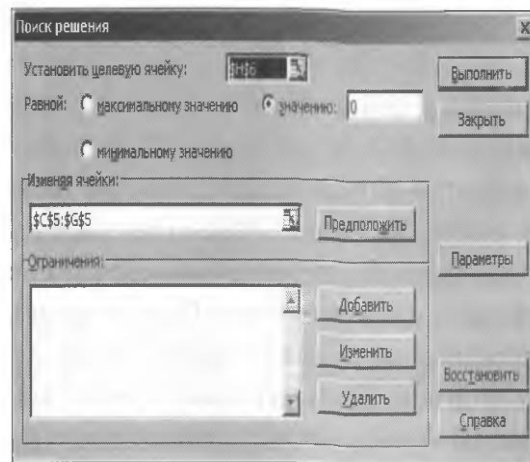 Поиск решения
Установить целевую ячейку: $H$6
Выполнить
Равной: максимальному значению значению: 0
Закрыть
минимальному значению
Изменяя ячейки:
$C$5:$G$5
Предположить
Ограничения:
Параметры
Добавить
Изменить
Удалить
Восстановить
Справка